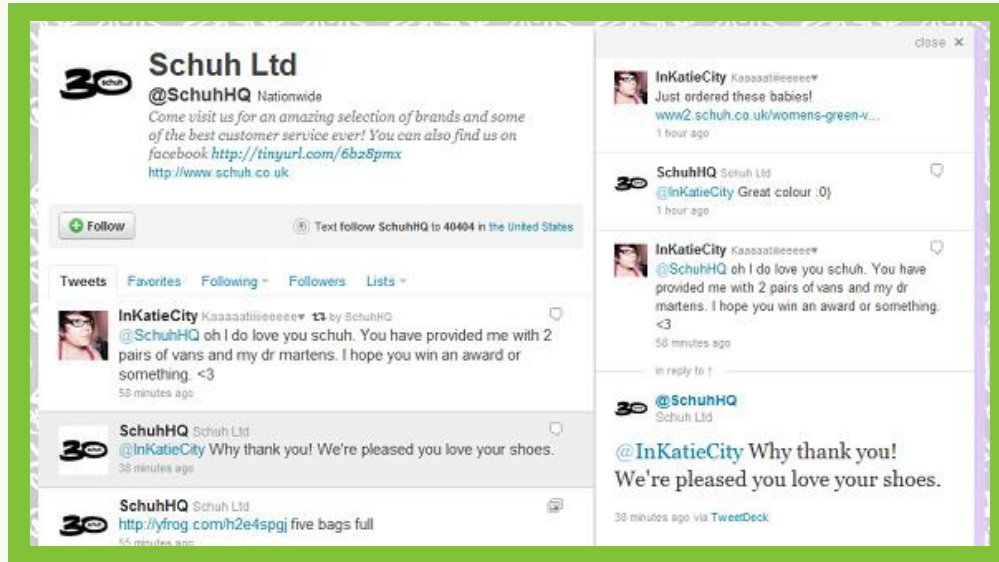 Schuh Ltd
@SchuhHQ Nationwide
Come visit us for an amazing selection of brands and some
of the best customer service ever! You can also find us on
facebook http://tinyurl.com/6b28pmx
http://www.schuh.co.uk
Follow
Text follow SchuhHQ to 40404 in the United States
Tweets Favorites Following Followers Lists
InKatieCity Kaaaatiiieeeee♥ by SchuhHQ
@SchuhHQ oh I do love you schuh. You have provided me with 2
pairs of vans and my dr martens. I hope you win an award or
something. <3
58 minutes ago
SchuhHQ Schuh Ltd
@InKatieCity Why thank you! We're pleased you love your shoes.
38 minutes ago
SchuhHQ Schuh Ltd
http://yfrog.com/h2e4spgj five bags full
55 minutes ago
close ×
InKatieCity Kaaaatiiieeeee♥
Just ordered these babies!
www2.schuh.co.uk/womens-green-v...
1 hour ago
SchuhHQ Schuh Ltd
@InKatieCity Great colour :0)
1 hour ago
InKatieCity Kaaaatiiieeeee♥
@SchuhHQ oh I do love you schuh. You have
provided me with 2 pairs of vans and my dr
martens. I hope you win an award or something.
<3
58 minutes ago
in reply to ↑
@SchuhHQ
Schuh Ltd
@InKatieCity Why thank you!
We're pleased you love your shoes.
38 minutes ago via TweetDeck